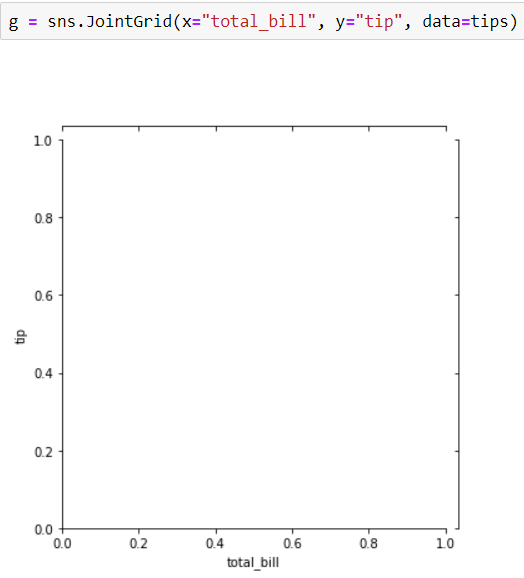 g = sns.JointGrid(x="total_bill", y="tip", data=tips)
1.0
0.8
tip
0.6
0.4
0.2
0.0
0.0 0.2 0.4 0.6 0.8 1.0
total_bill